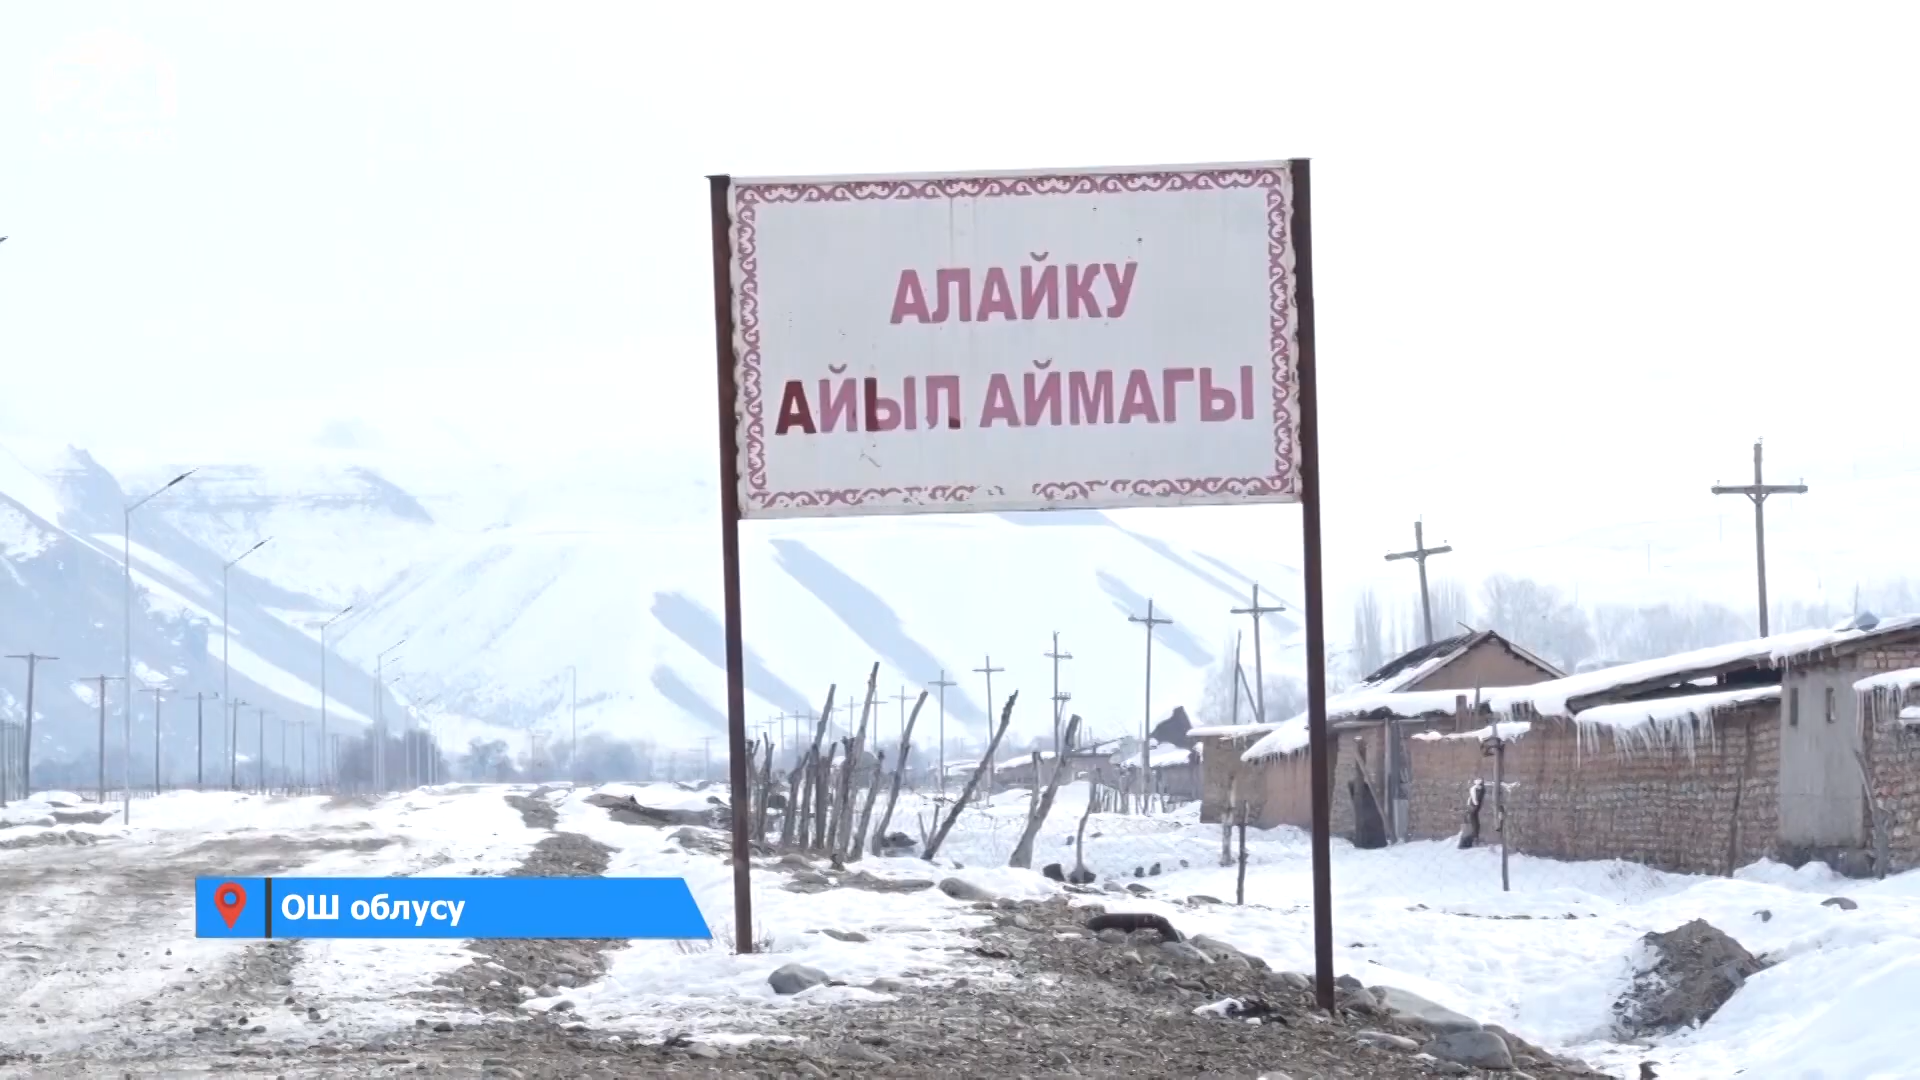 АЛАЙКУ
АЙЫЛ АЙМАГЫ
ОШ облусу